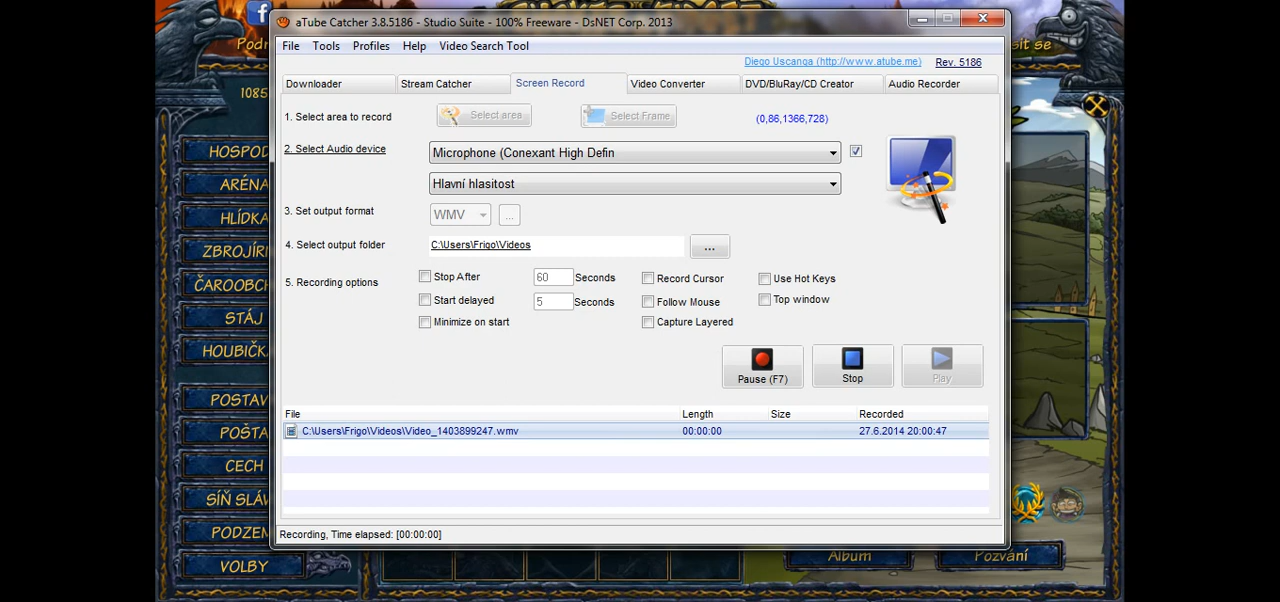 aTube Catcher 3.8.5186 - Studio Suite - 100% Freeware - DsNET Corp. 2013
File Tools Profiles Help Video Search Tool
Diego Uscanga (http://www.atube.me) Rev. 5186
Downloader Stream Catcher Screen Record Video Converter DVD/BluRay/CD Creator Audio Recorder
1. Select area to record Select area Select Frame (0,86,1366,728)
2. Select Audio device Microphone (Conexant High Defin
Hlavní hlasitost
3. Set output format WMV ...
4. Select output folder C:\Users\Frigo\Videos ...
5. Recording options
Stop After 60 Seconds Record Cursor Use Hot Keys
Start delayed 5 Seconds Follow Mouse Top window
Minimize on start Capture Layered
Pause (F7) Stop Play
File Length Size Recorded
C:\Users\Frigo\Videos\Video_1403899247.wmv 00:00:00 27.6.2014 20:00:47
Recording, Time elapsed: [00:00:00]
f
sit se
1085
HOSPOD
ARÉNA
HLÍDKA
ZBROJÍŘ
ČAROOBCH
STÁJ
HOUBIČK
POSTAV
POŠTA
CECH
SÍŇ SLÁV
PODZEM
VOLBY
Album Pozvání